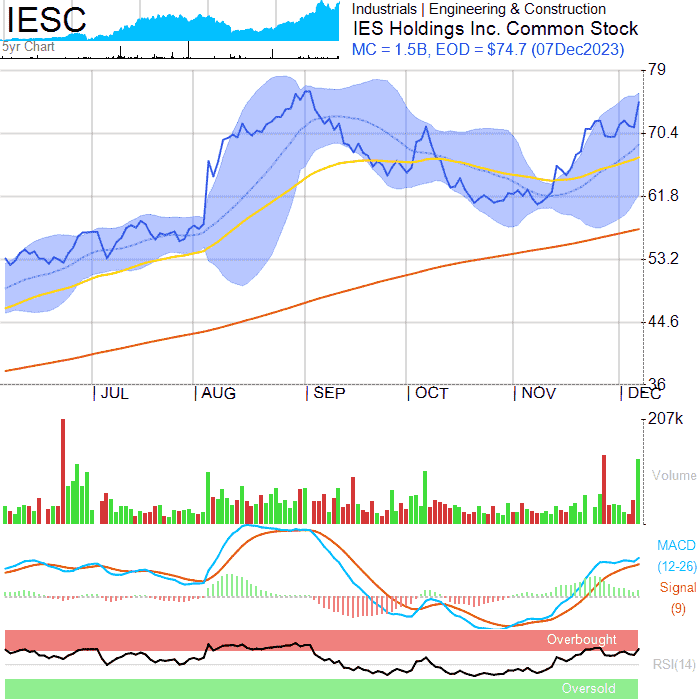 IESC
5yr Chart
Industrials | Engineering & Construction
IES Holdings Inc. Common Stock
MC = 1.5B, EOD = $74.7 (07Dec2023)
79
70.4
61.8
53.2
44.6
36
JUL
AUG
SEP
OCT
NOV
DEC
207k
Volume
MACD
(12-26)
Signal
(9)
Overbought
RSI(14)
Oversold